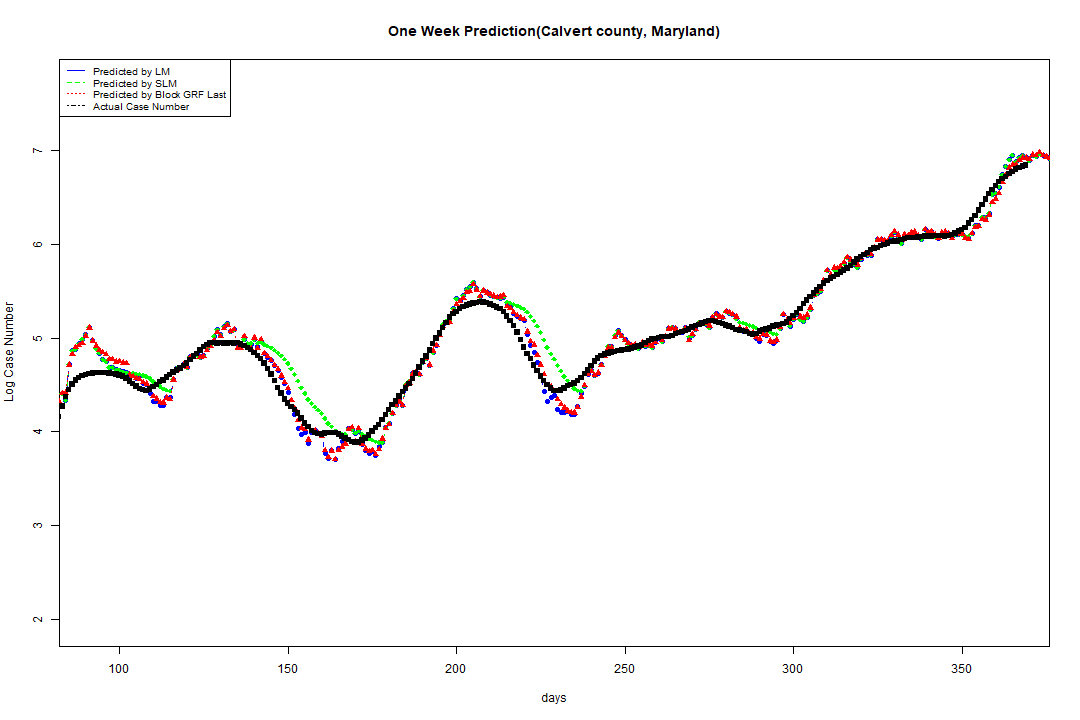 One Week Prediction(Calvert county, Maryland)
Predicted by LM
Predicted by SLM
Predicted by Block GRF Last
Actual Case Number
7
6
5
4
3
2
Log Case Number
100 150 200 250 300 350
days